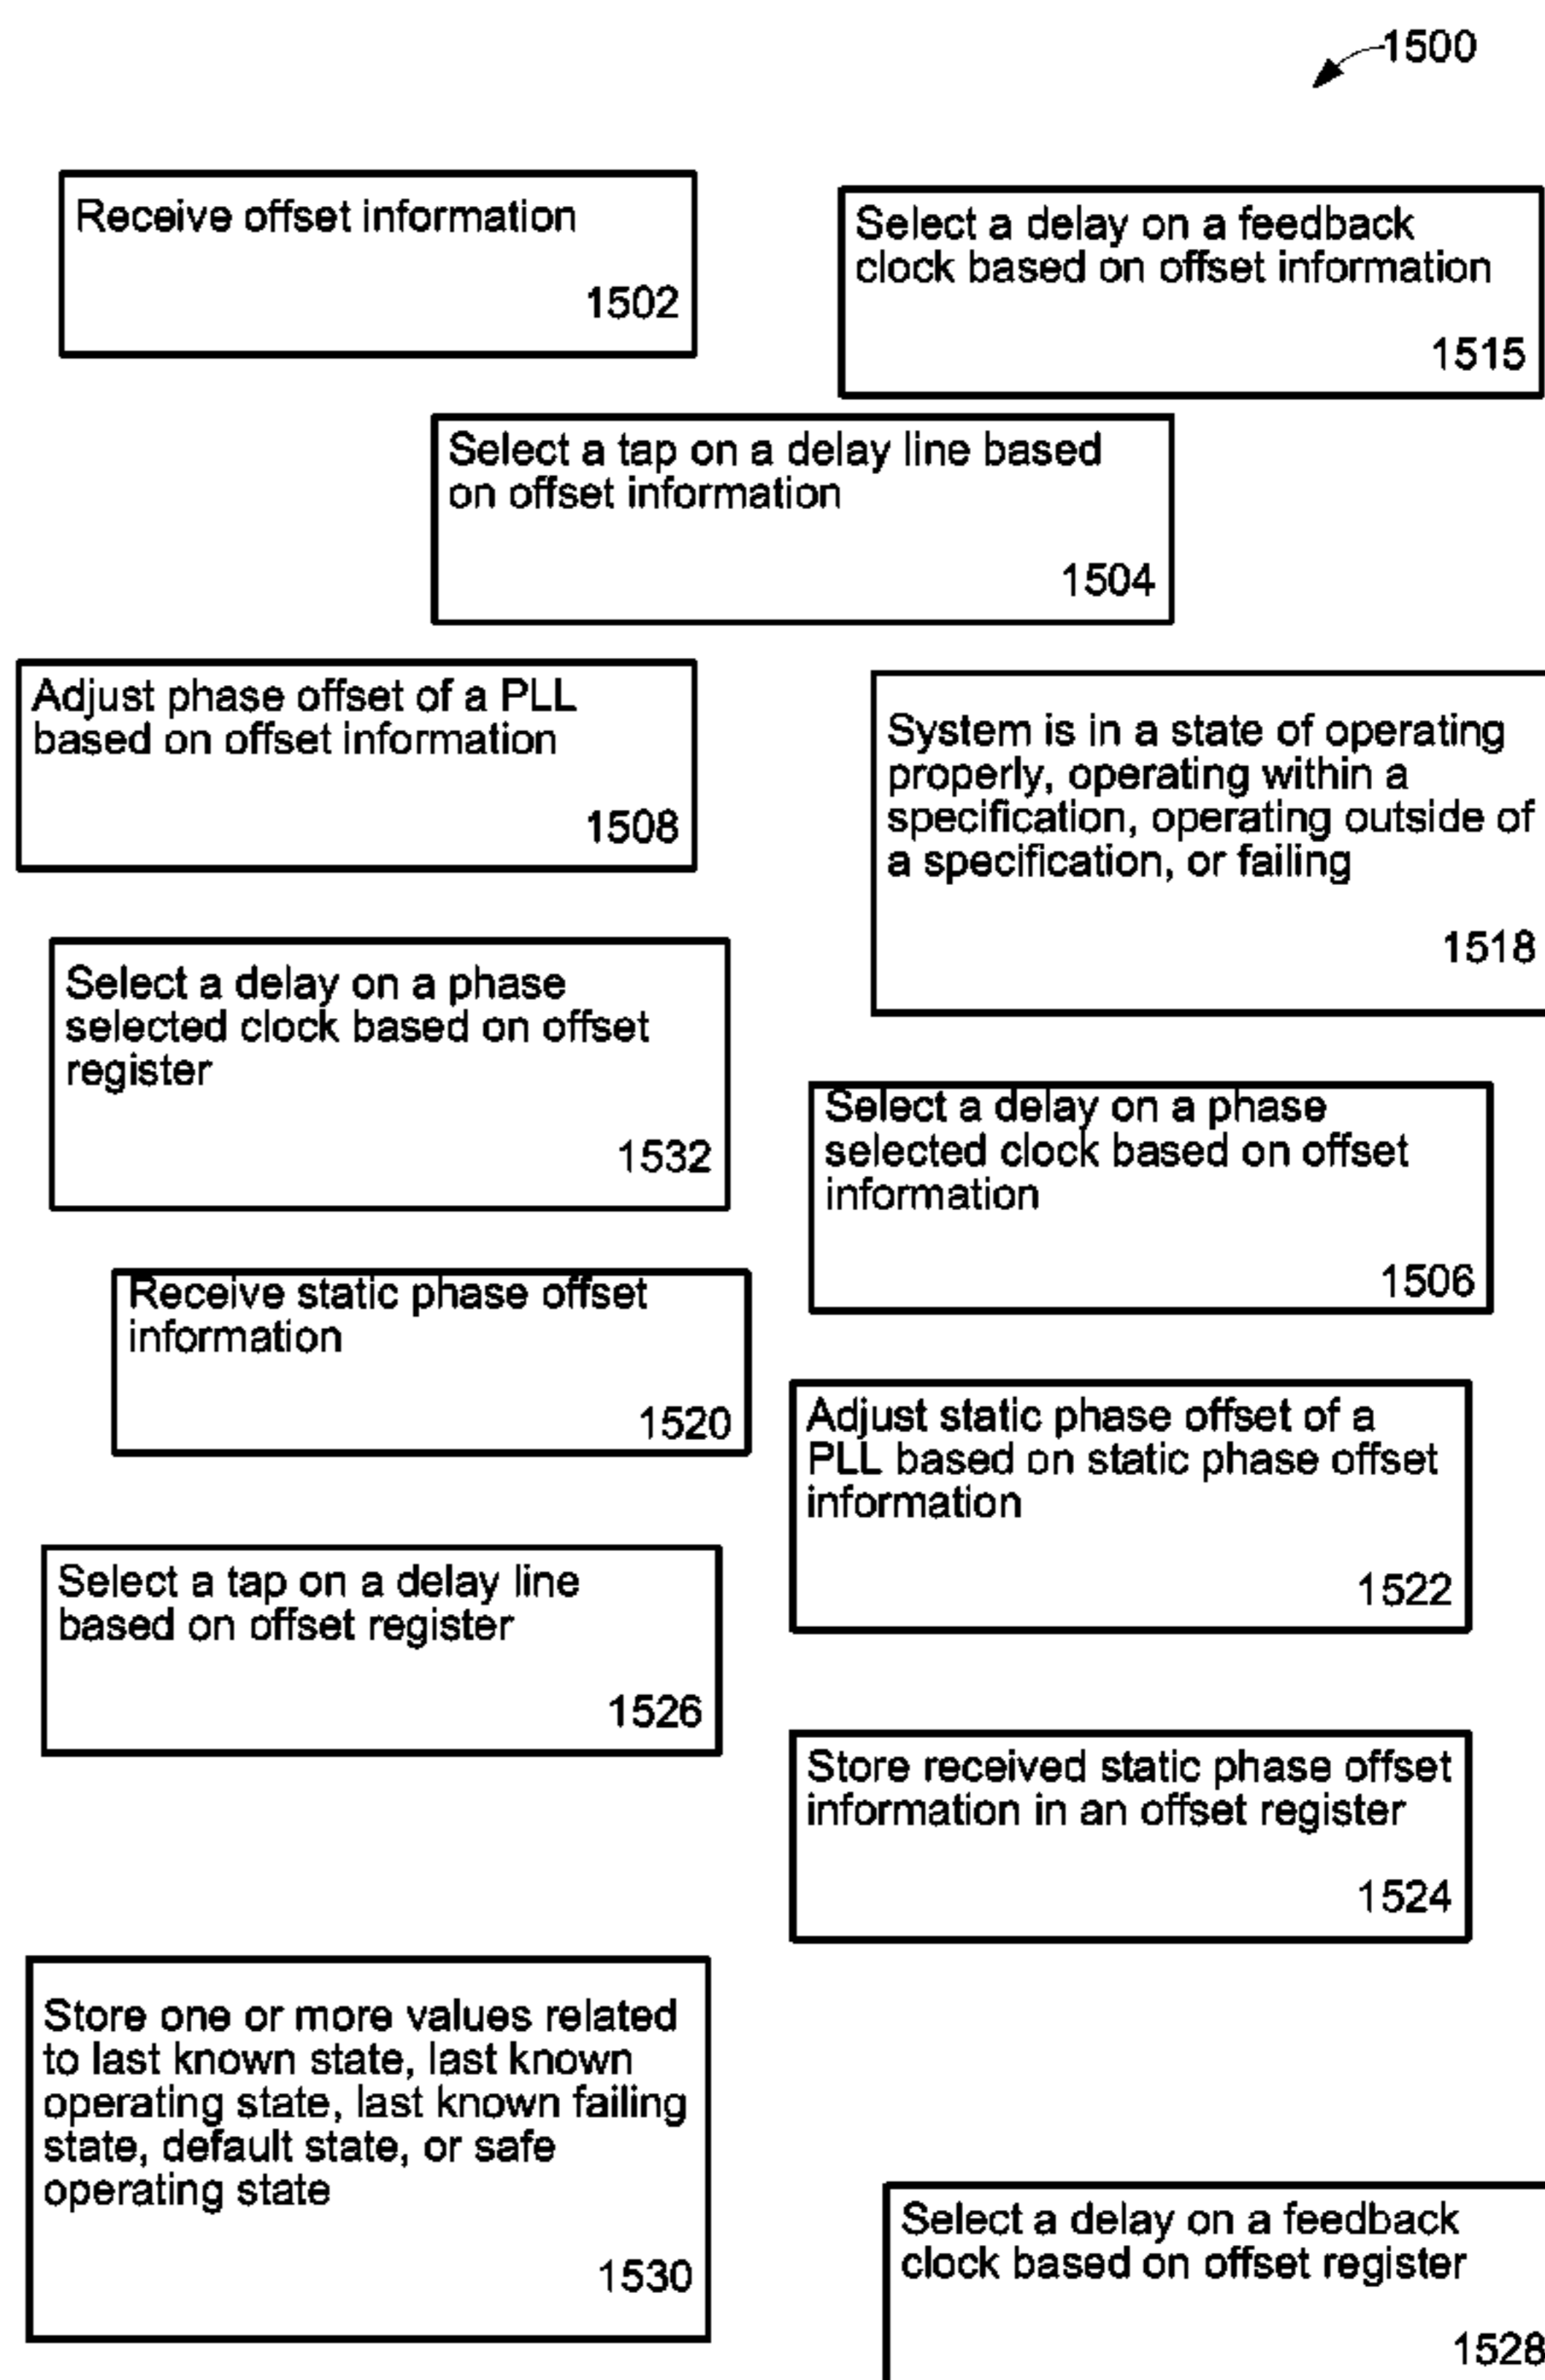 1500
Receive offset information
1502
Select a delay on a feedback
clock based on offset information
1515
Select a tap on a delay line based
on offset information
1504
Adjust phase offset of a PLL
based on offset information
1508
System is in a state of operating
properly, operating within a
specification, operating outside of
a specification, or failing
1518
Select a delay on a phase
selected clock based on offset
register
1532
Select a delay on a phase
selected clock based on offset
information
1506
Receive static phase offset
information
1520
Adjust static phase offset of a
PLL based on static phase offset
information
1522
Select a tap on a delay line
based on offset register
1526
Store received static phase offset
information in an offset register
1524
Store one or more values related
to last known state, last known
operating state, last known failing
state, default state, or safe
operating state
1530
Select a delay on a feedback
clock based on offset register
1528